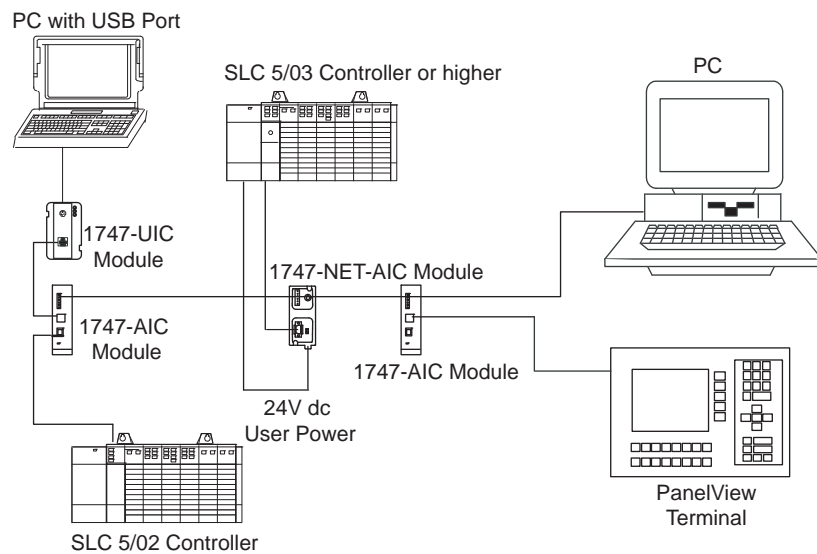 PC with USB Port
SLC 5/03 Controller or higher
PC
1747-UIC
Module
1747-NET-AIC Module
1747-AIC
Module
1747-AIC Module
24V dc
User Power
PanelView
Terminal
SLC 5/02 Controller